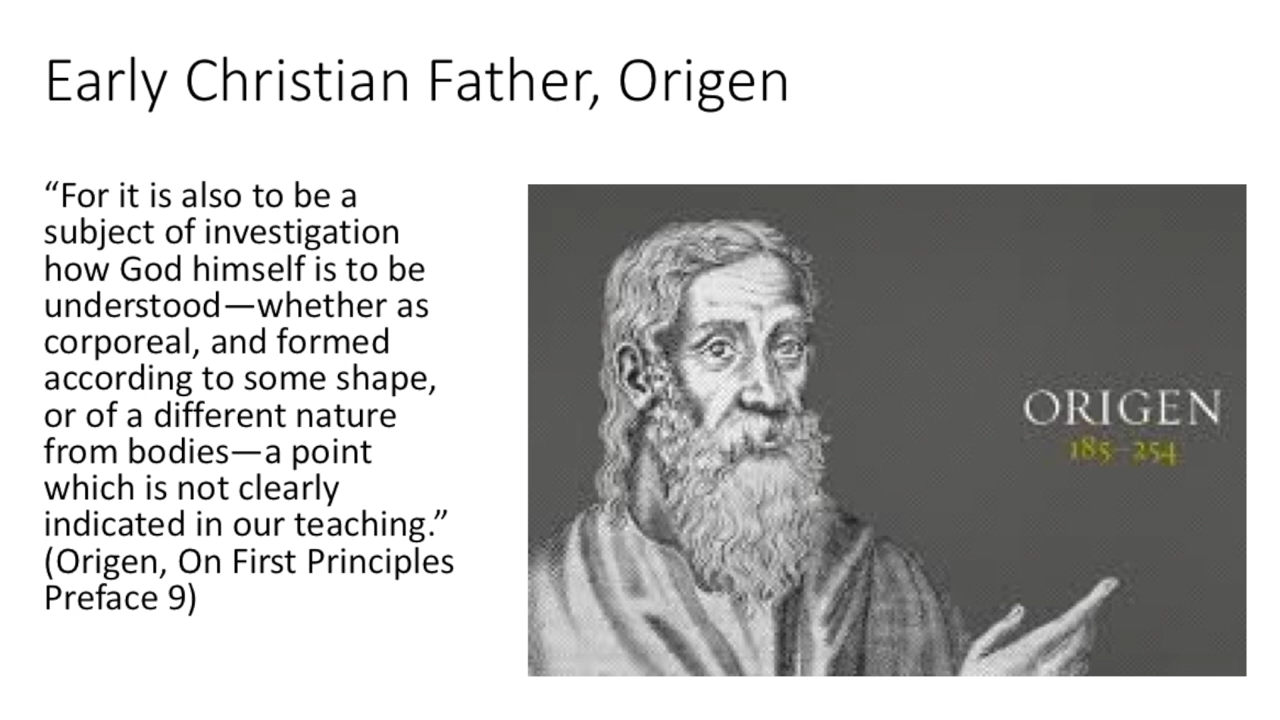 Early Christian Father, Origen
“For it is also to be a
subject of investigation
how God himself is to be
understood—whether as
corporeal, and formed
according to some shape,
or of a different nature
from bodies—a point
which is not clearly
indicated in our teaching.”
(Origen, On First Principles
Preface 9)
ORIGEN
185–254